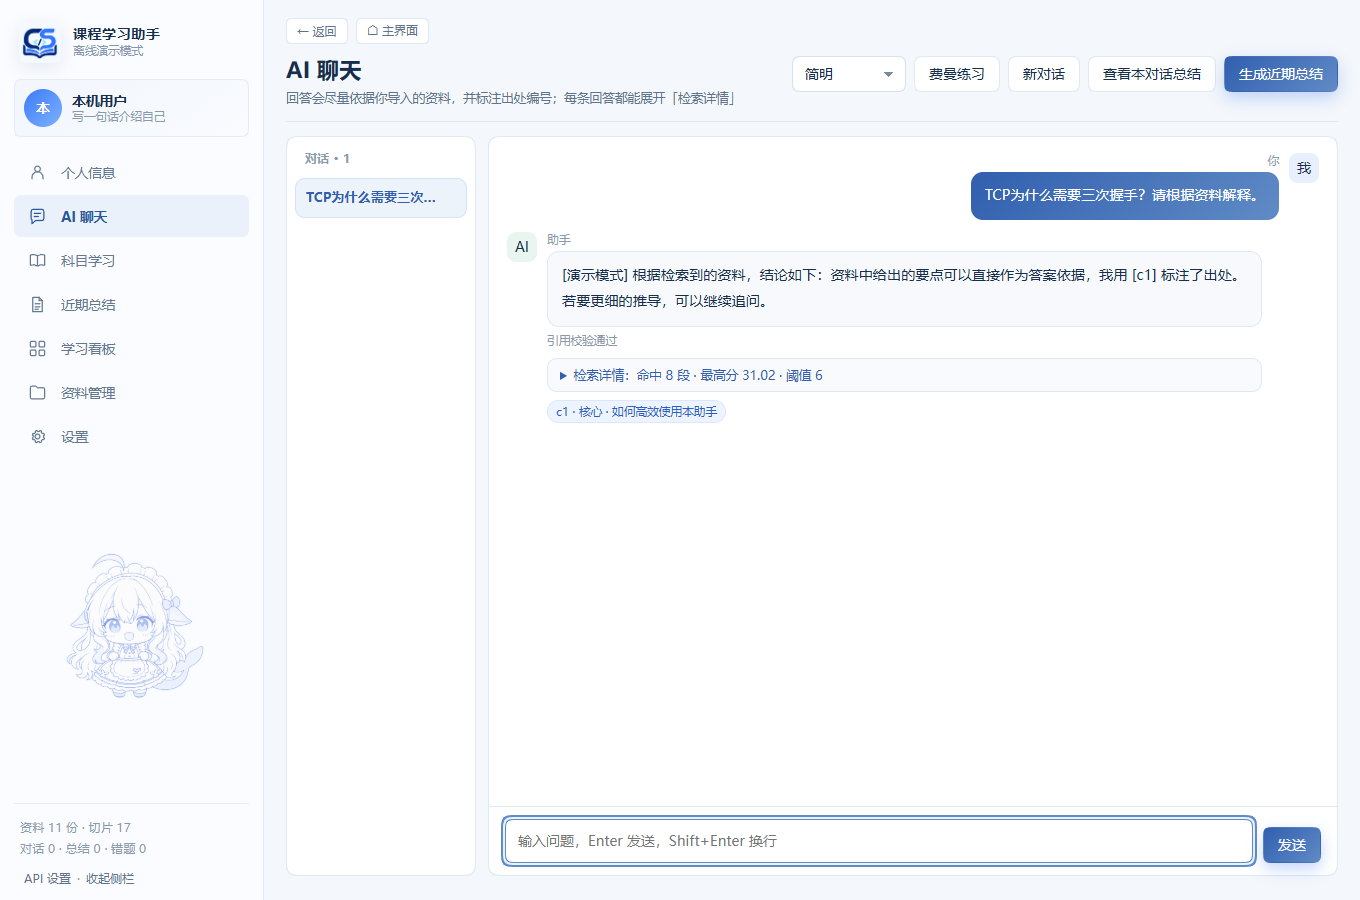 课程学习助手
离线演示模式
本
本机用户
写一句话介绍自己
个人信息
AI 聊天
科目学习
近期总结
学习看板
资料管理
设置
资料 11 份 · 切片 17
对话 0 · 总结 0 · 错题 0
API 设置 · 收起侧栏
← 返回
主界面
AI 聊天
回答会尽量依据你导入的资料，并标注出处编号；每条回答都能展开「检索详情」
简明
费曼练习
新对话
查看本对话总结
生成近期总结
对话 • 1
TCP为什么需要三次...
你
我
TCP为什么需要三次握手？请根据资料解释。
AI
助手
[演示模式] 根据检索到的资料，结论如下：资料中给出的要点可以直接作为答案依据，我用 [c1] 标注了出处。
若要更细的推导，可以继续追问。
引用校验通过
▶ 检索详情：命中 8 段 · 最高分 31.02 · 阈值 6
c1 · 核心 · 如何高效使用本助手
输入问题，Enter 发送，Shift+Enter 换行
发送